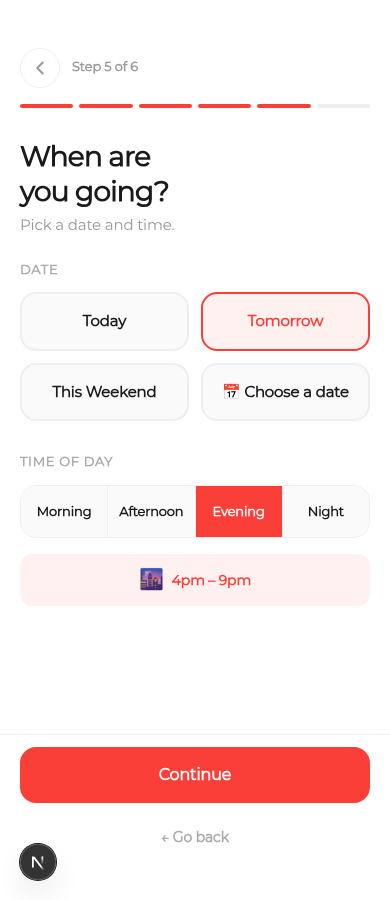 Step 5 of 6
When are
you going?
Pick a date and time.
DATE
Today
Tomorrow
This Weekend
📅 Choose a date
TIME OF DAY
Morning
Afternoon
Evening
Night
🌆 4pm – 9pm
Continue
← Go back
N